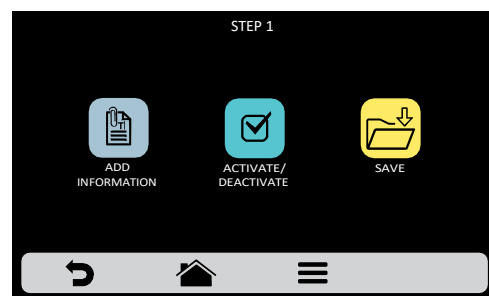 STEP 1
ADD
INFORMATION
ACTIVATE/
DEACTIVATE
SAVE